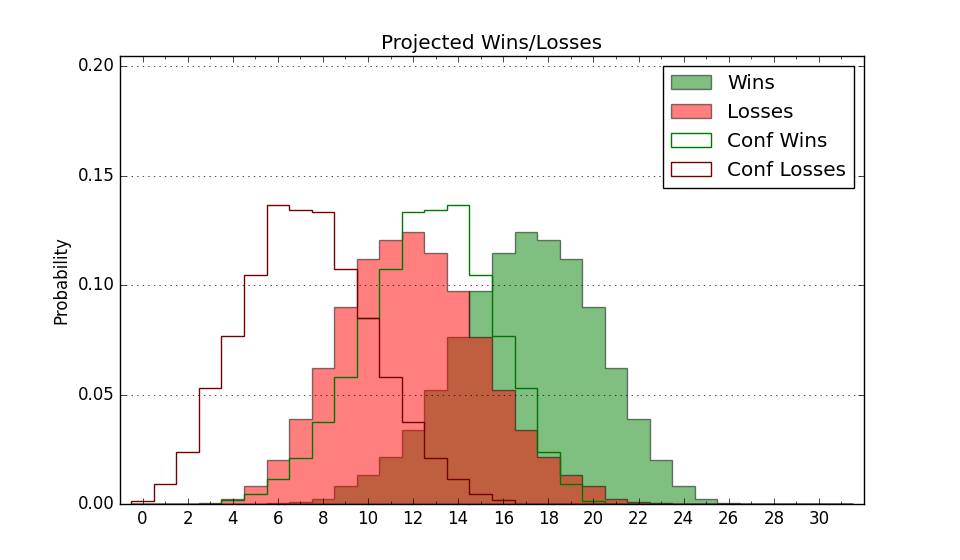 Projected Wins/Losses
0.20
0.15
0.10
0.05
0.00
Probability
Wins
Losses
Conf Wins
Conf Losses
0 2 4 6 8 10 12 14 16 18 20 22 24 26 28 30